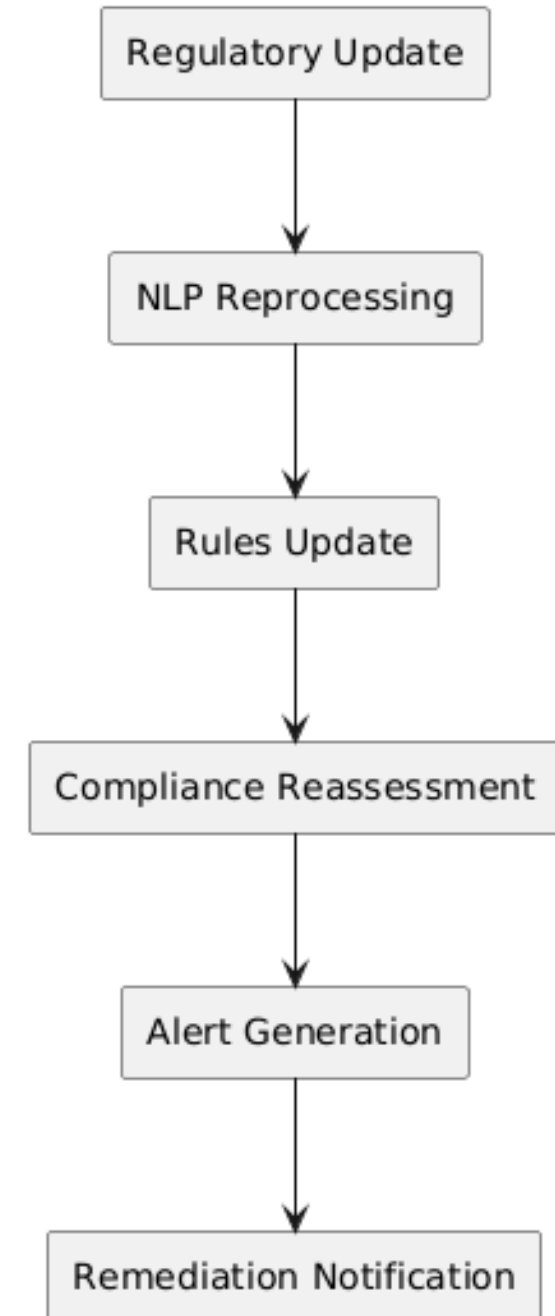 Regulatory Update
NLP Reprocessing
Rules Update
Compliance Reassessment
Alert Generation
Remediation Notification